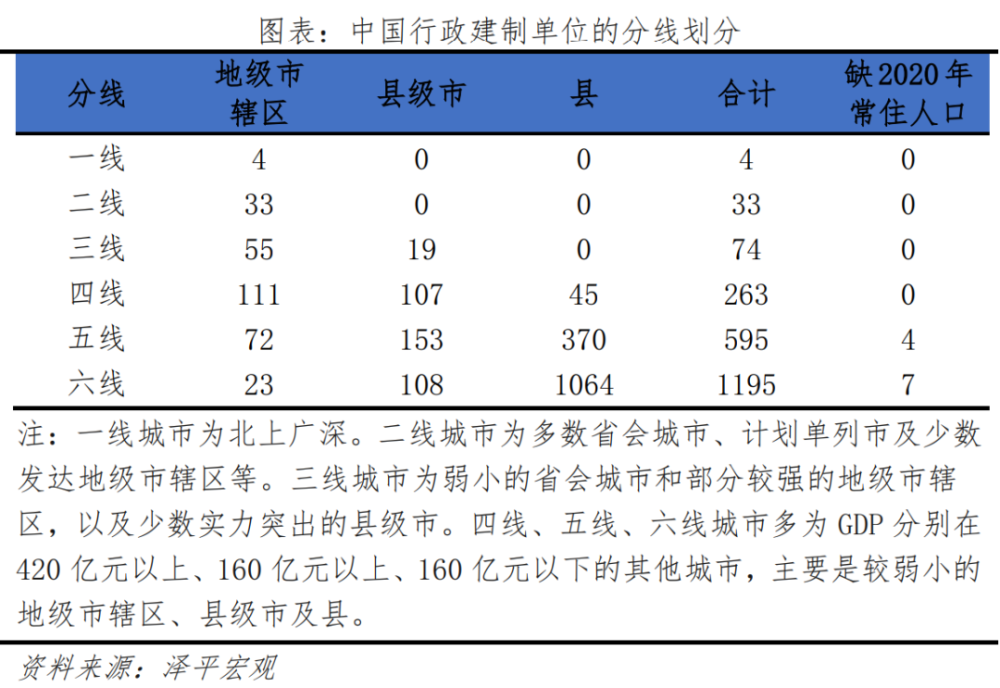 图表：中国行政建制单位的分线划分
分线 地级市辖区 县级市 县 合计 缺2020年常住人口
一线 4 0 0 4 0
二线 33 0 0 33 0
三线 55 19 0 74 0
四线 111 107 45 263 0
五线 72 153 370 595 4
六线 23 108 1064 1195 7
注：一线城市为北上广深。二线城市为多数省会城市、计划单列市及少数
发达地级市辖区等。三线城市为弱小的省会城市和部分较强的地级市辖
区，以及少数实力突出的县级市。四线、五线、六线城市多为GDP分别在
420亿元以上、160亿元以上、160亿元以下的其他城市，主要是较弱小的
地级市辖区、县级市及县。
资料来源：泽平宏观